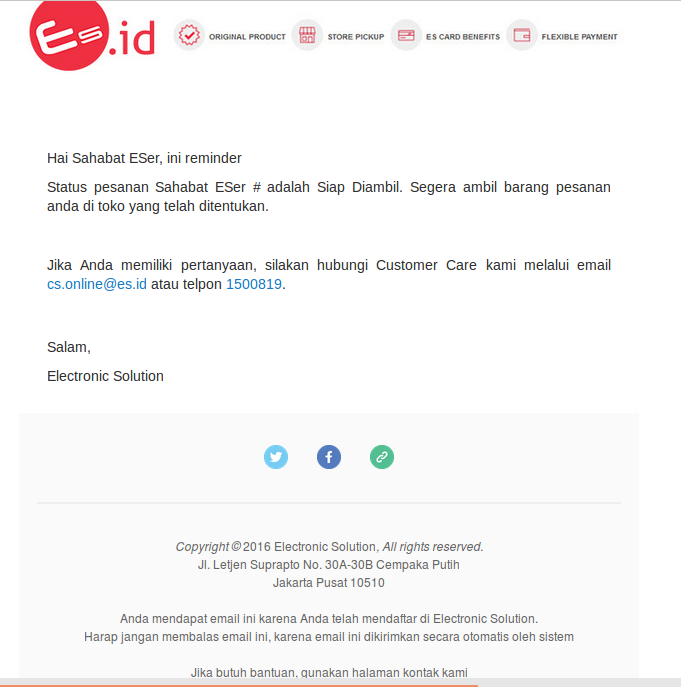 Es.id
ORIGINAL PRODUCT STORE PICKUP ES CARD BENEFITS FLEXIBLE PAYMENT
Hai Sahabat ESer, ini reminder
Status pesanan Sahabat ESer # adalah Siap Diambil. Segera ambil barang pesanan
anda di toko yang telah ditentukan.
Jika Anda memiliki pertanyaan, silakan hubungi Customer Care kami melalui email
cs.online@es.id atau telpon 1500819.
Salam,
Electronic Solution
Copyright © 2016 Electronic Solution, All rights reserved.
Jl. Letjen Suprapto No. 30A-30B Cempaka Putih
Jakarta Pusat 10510
Anda mendapat email ini karena Anda telah mendaftar di Electronic Solution.
Harap jangan membalas email ini, karena email ini dikirimkan secara otomatis oleh sistem
Jika butuh bantuan, gunakan halaman kontak kami